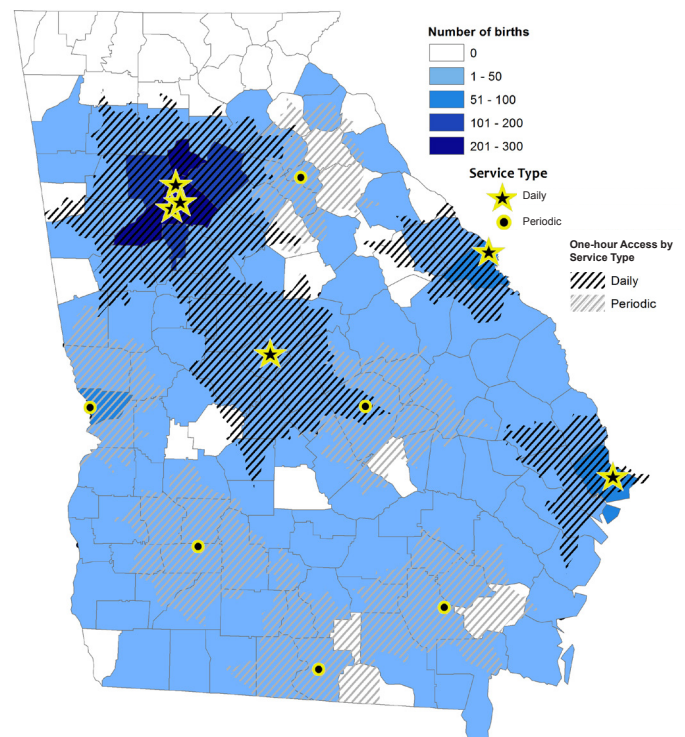 Number of births
0
1 - 50
51 - 100
101 - 200
201 - 300
Service Type
Daily
Periodic
One-hour Access by
Service Type
Daily
Periodic